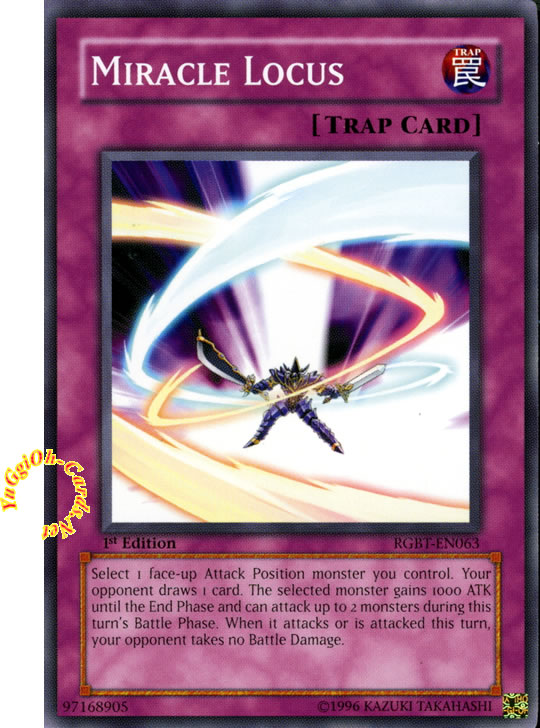 MIRACLE LOCUS
TRAP
罠
[TRAP CARD]
YuGgiOh-Cards.Net
1st Edition
RGBT-EN063
Select 1 face-up Attack Position monster you control. Your
opponent draws 1 card. The selected monster gains 1000 ATK
until the End Phase and can attack up to 2 monsters during this
turn's Battle Phase. When it attacks or is attacked this turn,
your opponent takes no Battle Damage.
97168905
©1996 KAZUKI TAKAHASHI